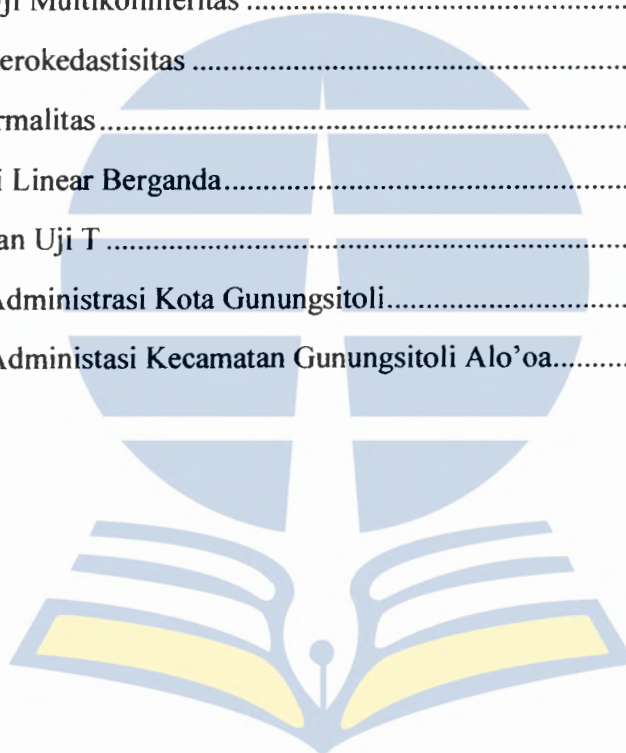 ji Multikolinieritas ..........................................................
erokedastisitas ..................................................................
rmalitas ................................................................................
i Linear Berganda.............................................................
an Uji T ...............................................................................
Administrasi Kota Gunungsitoli...................................
Administasi Kecamatan Gunungsitoli Alo'oa..........